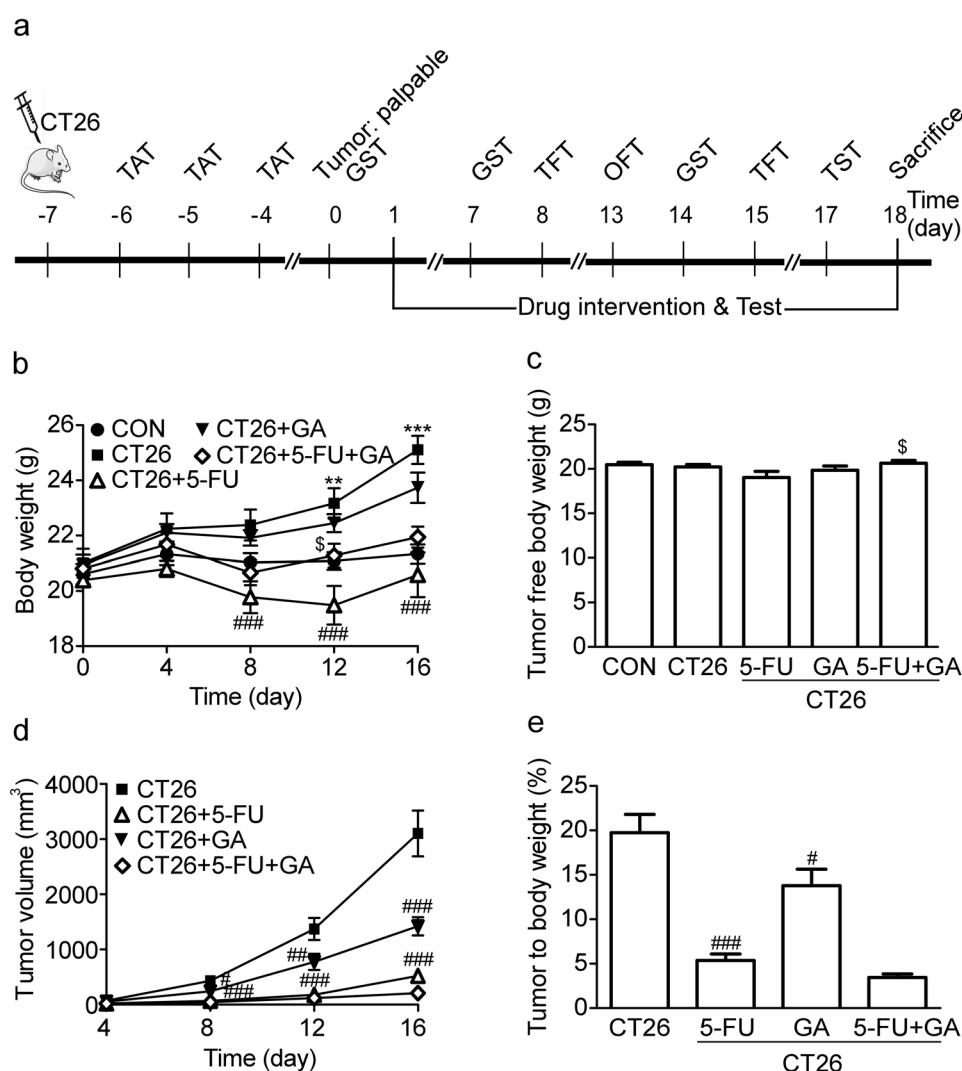 a
CT26
TAT
TAT
TAT
Tumor: palpable
GST
GST
TFT
OFT
GST
TFT
TST
Sacrifice
-7 -6 -5 -4 0 1 7 8 13 14 15 17 18 Time
(day)
Drug intervention & Test
b
Body weight (g)
26
24
22
20
18
CON
CT26
CT26+5-FU
CT26+GA
CT26+5-FU+GA
**
***
$
###
###
###
0 4 8 12 16
Time (day)
c
Tumor free body weight (g)
25
20
15
10
5
0
$
CON CT26 5-FU GA 5-FU+GA
CT26
d
Tumor volume (mm³)
4000
3000
2000
1000
0
CT26
CT26+5-FU
CT26+GA
CT26+5-FU+GA
#
###
##
###
###
###
4 8 12 16
Time (day)
e
Tumor to body weight (%)
25
20
15
10
5
0
###
#
CT26 5-FU GA 5-FU+GA
CT26